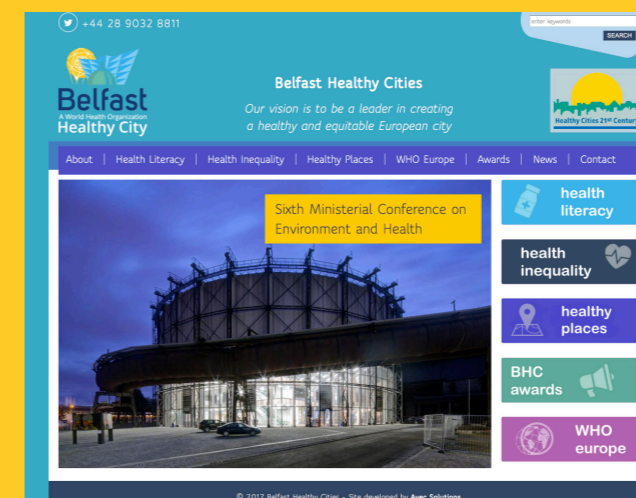 +44 28 9032 8811
enter keywords
SEARCH
Belfast
A World Health Organization
Healthy City
Belfast Healthy Cities
Our vision is to be a leader in creating
a healthy and equitable European city
Healthy Cities 21st Century
About | Health Literacy | Health Inequality | Healthy Places | WHO Europe | Awards | News | Contact
Sixth Ministerial Conference on
Environment and Health
health
literacy
health
inequality
healthy
places
BHC
awards
WHO
europe
© 2017 Belfast Healthy Cities - Site developed by Avec Solutions